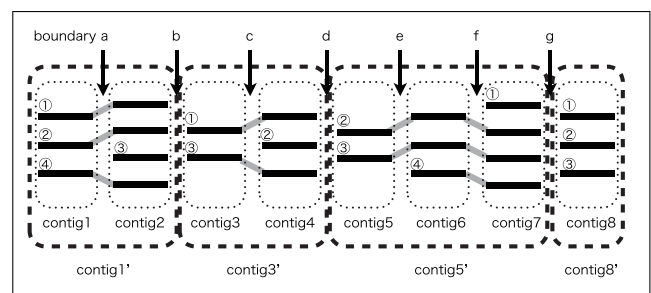 boundary a b c d e f g
① ② ④
③
① ③
②
② ③
④
①
① ② ③
contig1 contig2 contig3 contig4 contig5 contig6 contig7 contig8
contig1' contig3' contig5' contig8'